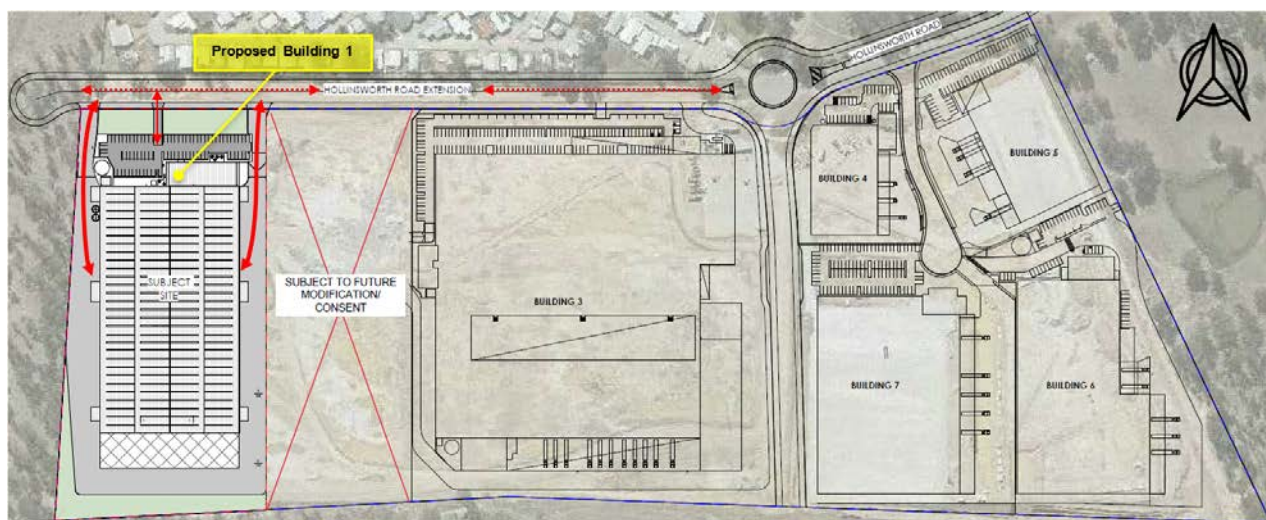 Proposed Building 1
HOLLINSWORTH ROAD
HOLLINSWORTH ROAD EXTENSION
BUILDING 5
BUILDING 4
SUBJECT
SITE
SUBJECT TO FUTURE
MODIFICATION/
CONSENT
BUILDING 3
BUILDING 7
BUILDING 6